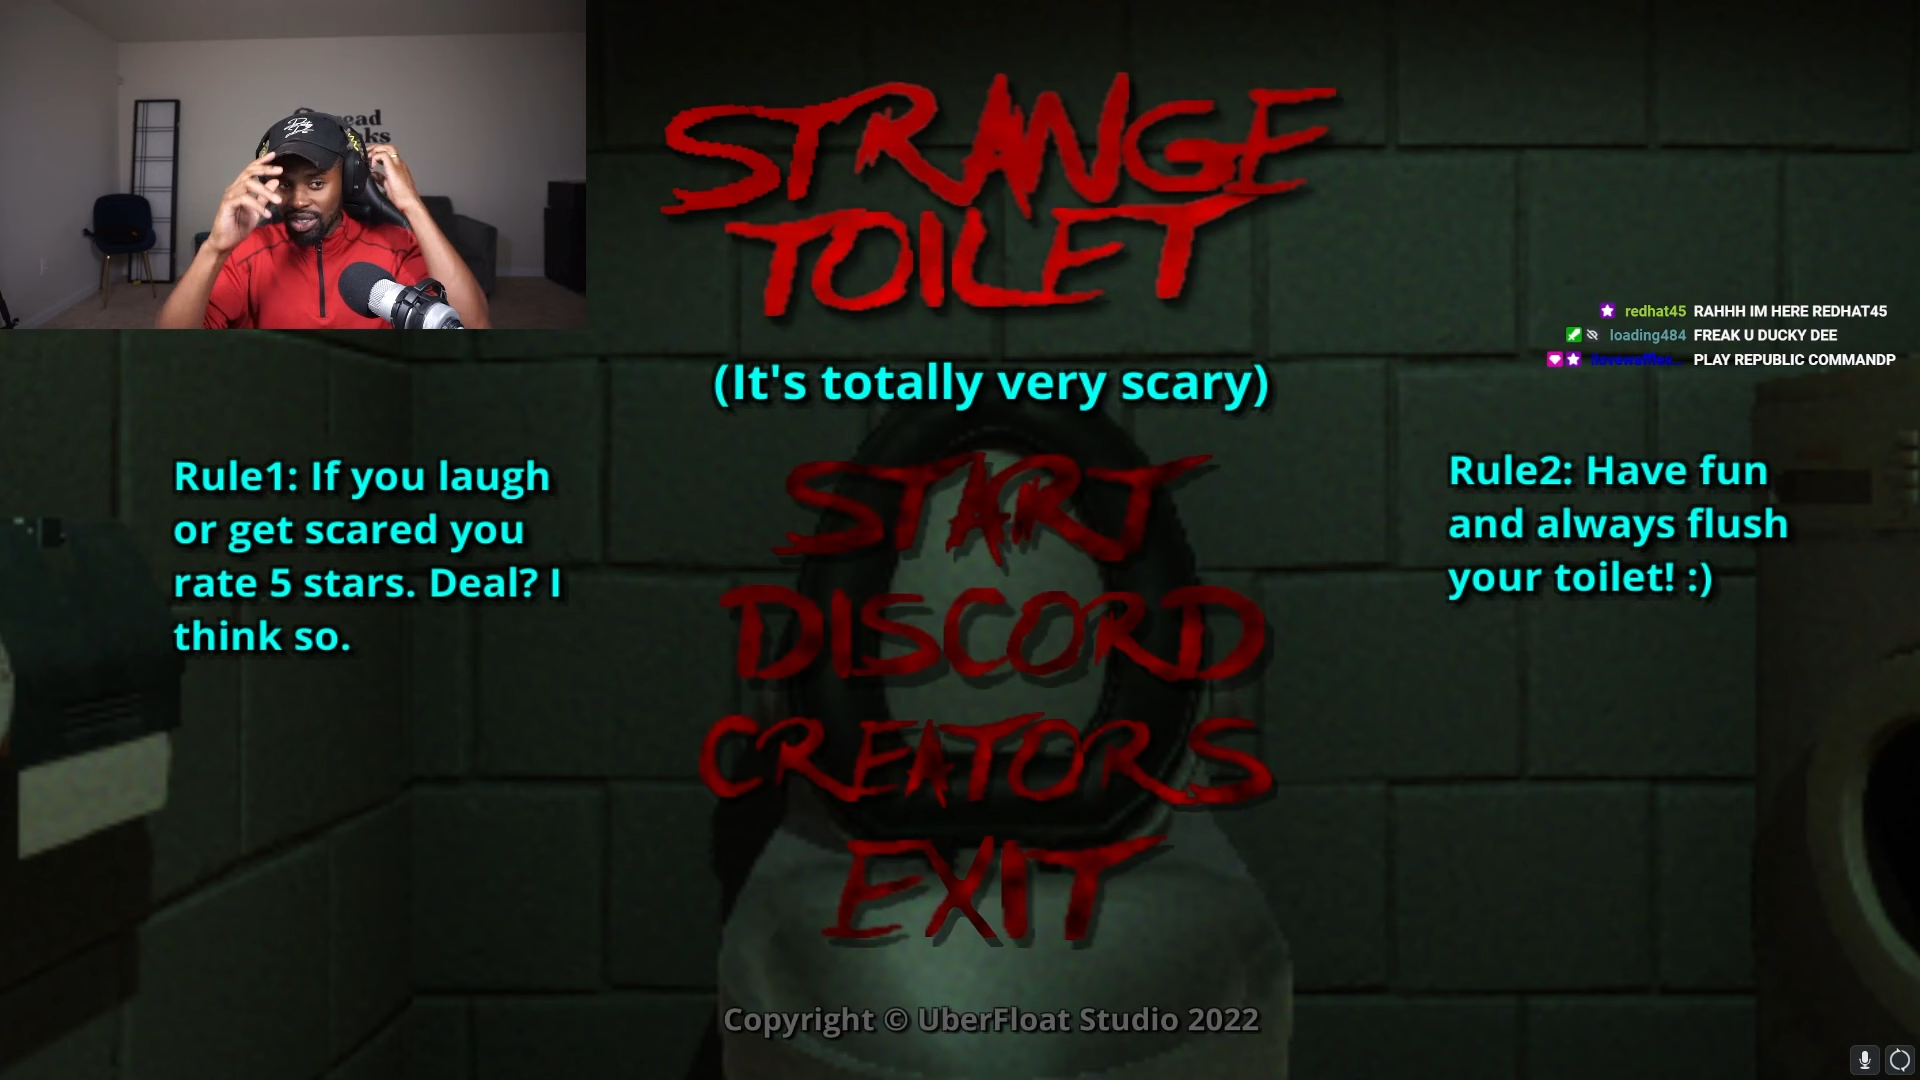 STRANGE
TOILET
redhat45 RAHHH IM HERE REDHAT45
loading484 FREAK U DUCKY DEE
PLAY REPUBLIC COMMANDP
(It's totally very scary)
Rule1: If you laugh
or get scared you
rate 5 stars. Deal? I
think so.
Rule2: Have fun
and always flush
your toilet! :)
START
DISCORD
CREATORS
EXIT
Copyright © UberFloat Studio 2022